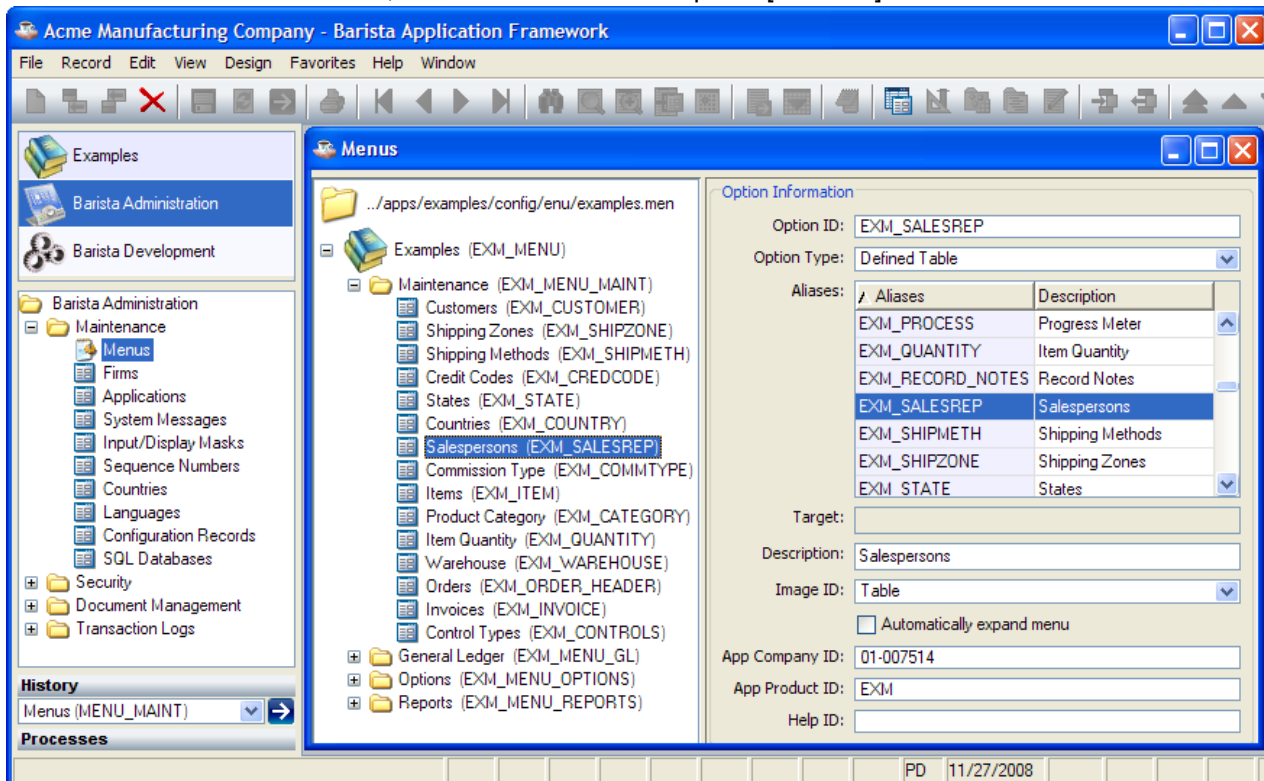 Acme Manufacturing Company - Barista Application Framework
File Record Edit View Design Favorites Help Window
Examples
Barista Administration
Barista Development
Barista Administration
Maintenance
Menus
Firms
Applications
System Messages
Input/Display Masks
Sequence Numbers
Countries
Languages
Configuration Records
SQL Databases
Security
Document Management
Transaction Logs
History
Menus (MENU_MAINT)
Processes
Menus
../apps/examples/config/enu/examples.men
Examples (EXM_MENU)
Maintenance (EXM_MENU_MAINT)
Customers (EXM_CUSTOMER)
Shipping Zones (EXM_SHIPZONE)
Shipping Methods (EXM_SHIPMETH)
Credit Codes (EXM_CREDCODE)
States (EXM_STATE)
Countries (EXM_COUNTRY)
Salespersons (EXM_SALESREP)
Commission Type (EXM_COMMTYPE)
Items (EXM_ITEM)
Product Category (EXM_CATEGORY)
Item Quantity (EXM_QUANTITY)
Warehouse (EXM_WAREHOUSE)
Orders (EXM_ORDER_HEADER)
Invoices (EXM_INVOICE)
Control Types (EXM_CONTROLS)
General Ledger (EXM_MENU_GL)
Options (EXM_MENU_OPTIONS)
Reports (EXM_MENU_REPORTS)
Option Information
Option ID: EXM_SALESREP
Option Type: Defined Table
Aliases: Aliases Description
EXM_PROCESS Progress Meter
EXM_QUANTITY Item Quantity
EXM_RECORD_NOTES Record Notes
EXM_SALESREP Salespersons
EXM_SHIPMETH Shipping Methods
EXM_SHIPZONE Shipping Zones
EXM_STATE States
Target:
Description: Salespersons
Image ID: Table
Automatically expand menu
App Company ID: 01-007514
App Product ID: EXM
Help ID:
PD 11/27/2008